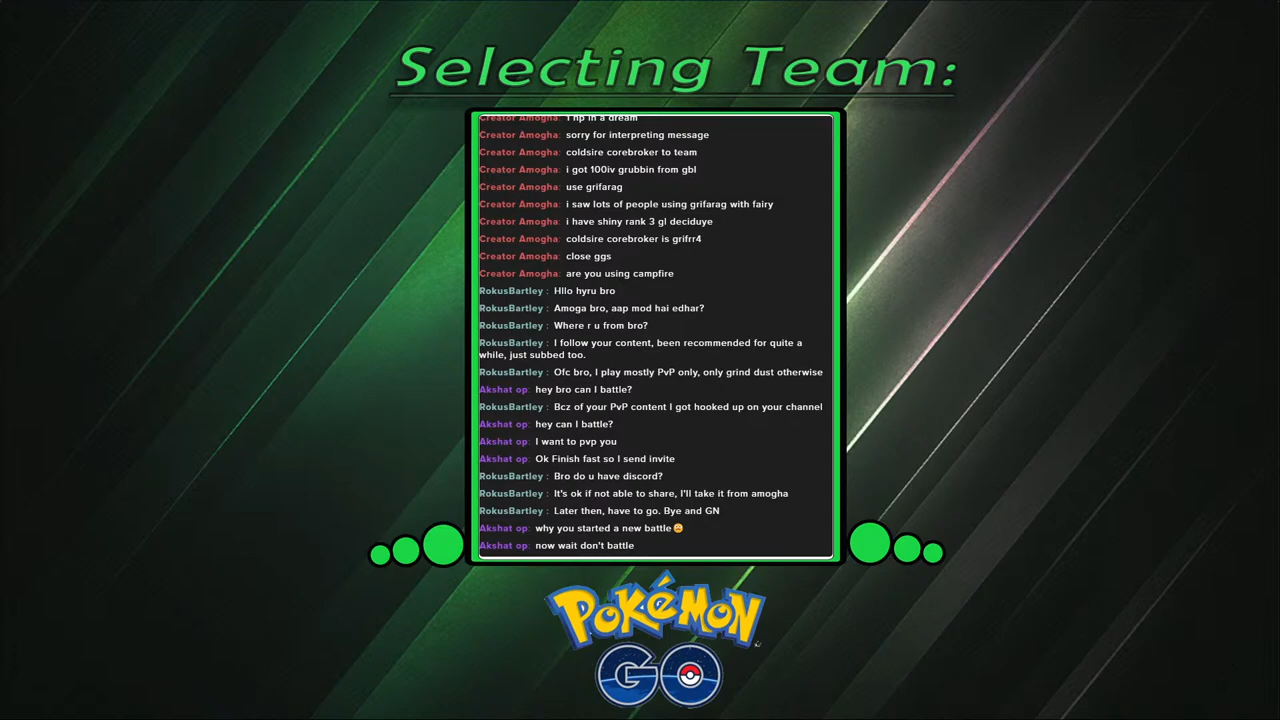 Selecting Team:
Creator Amogha: 1 hp in a dream
Creator Amogha: sorry for interpreting message
Creator Amogha: coldsire corebroker to team
Creator Amogha: i got 100iv grubbin from gbl
Creator Amogha: use grifarag
Creator Amogha: i saw lots of people using grifarag with fairy
Creator Amogha: i have shiny rank 3 gl deciduye
Creator Amogha: coldsire corebroker is grifrr4
Creator Amogha: close ggs
Creator Amogha: are you using campfire
RokusBartley : Hllo hyru bro
RokusBartley : Amoga bro, aap mod hai edhar?
RokusBartley : Where r u from bro?
RokusBartley : I follow your content, been recommended for quite a
while, just subbed too.
RokusBartley : Ofc bro, I play mostly PvP only, only grind dust otherwise
Akshat op: hey bro can I battle?
RokusBartley : Bcz of your PvP content I got hooked up on your channel
Akshat op: hey can I battle?
Akshat op: I want to pvp you
Akshat op: Ok Finish fast so I send invite
RokusBartley : Bro do u have discord?
RokusBartley : It's ok if not able to share, I'll take it from amogha
RokusBartley : Later then, have to go. Bye and GN
Akshat op: why you started a new battle😢
Akshat op: now wait don't battle
POKéMON
GO